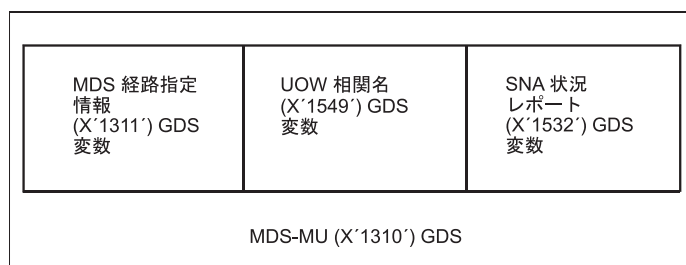 MDS 経路指定
情報
(X´1311´) GDS
変数
UOW 相関名
(X´1549´) GDS
変数
SNA 状況
レポート
(X´1532´) GDS
変数
MDS-MU (X´1310´) GDS